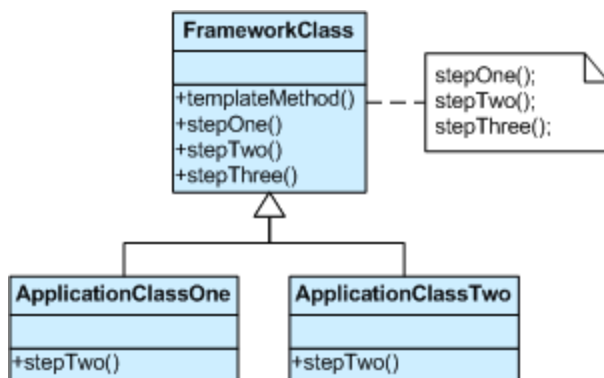 FrameworkClass
+templateMethod()
+stepOne()
+stepTwo()
+stepThree()
stepOne();
stepTwo();
stepThree();
ApplicationClassOne
+stepTwo()
ApplicationClassTwo
+stepTwo()